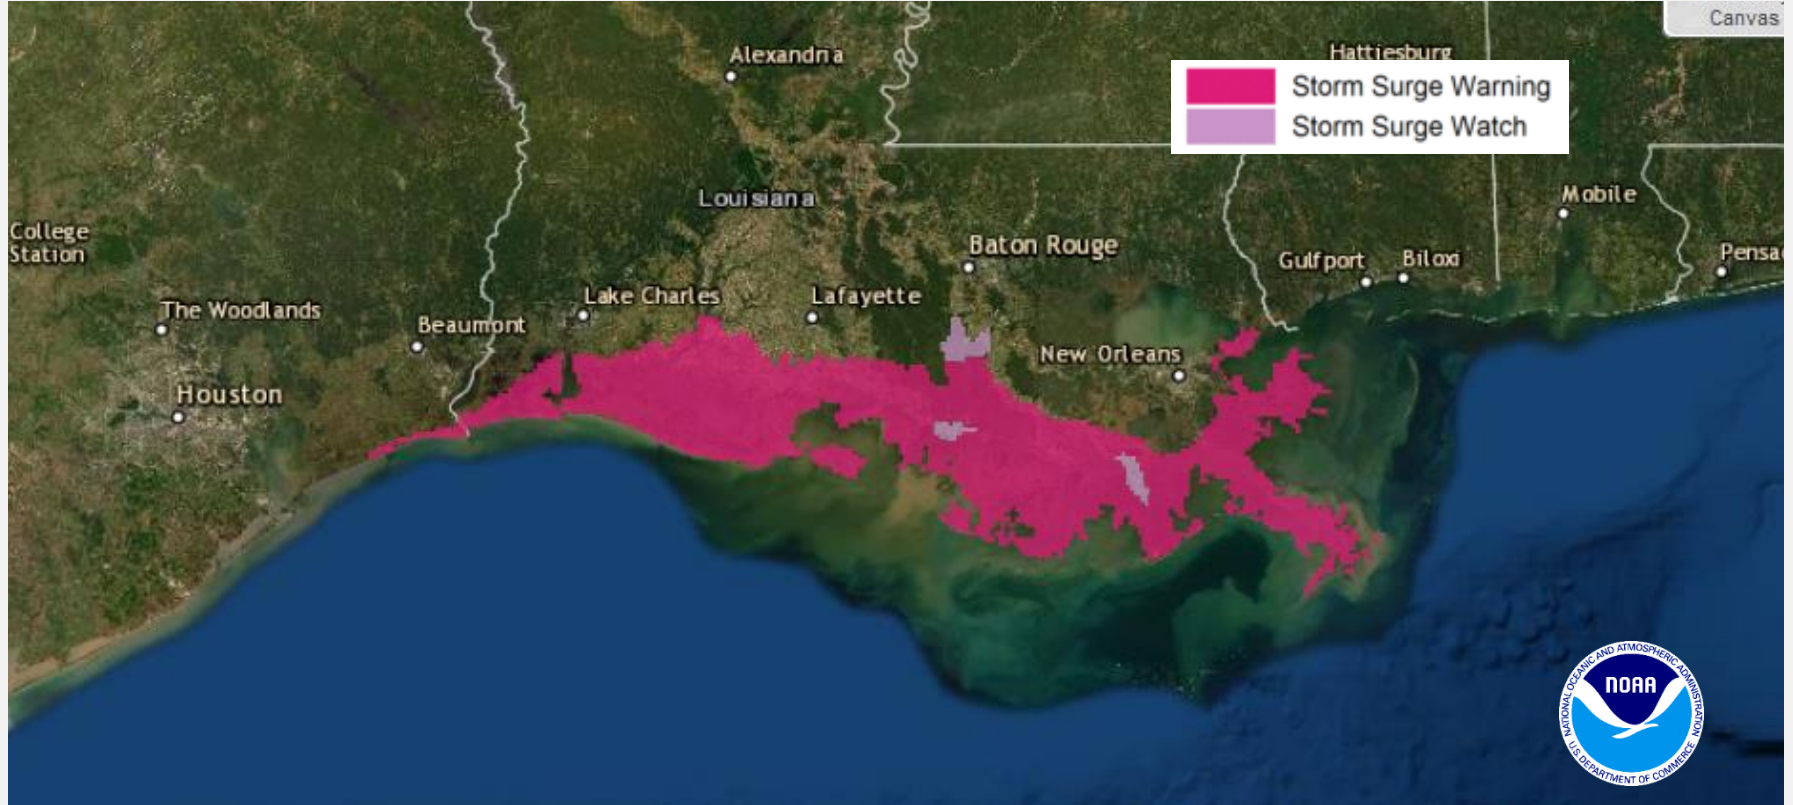 Canvas
Alexandria
Hattiesburg
Storm Surge Warning
Storm Surge Watch
Louisiana
Mobile
College
Station
Baton Rouge
Gulfport
Biloxi
Pensa
The Woodlands
Lake Charles
Lafayette
Beaumont
New Orleans
Houston
NATIONAL OCEANIC AND ATMOSPHERIC ADMINISTRATION
NOAA
U.S. DEPARTMENT OF COMMERCE